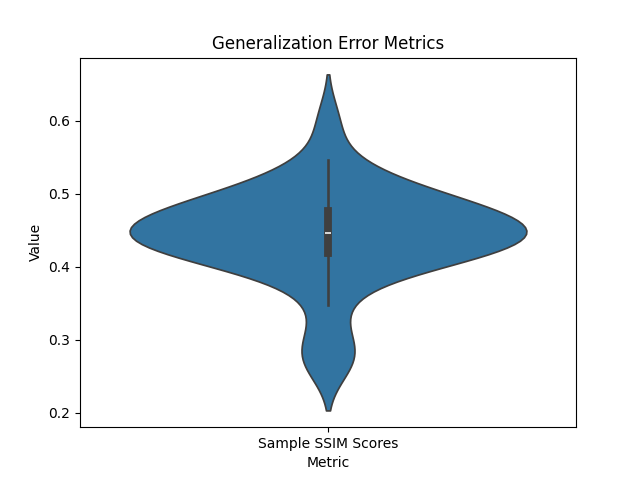 Generalization Error Metrics
0.6
0.5
0.4
0.3
0.2
Value
Sample SSIM Scores
Metric